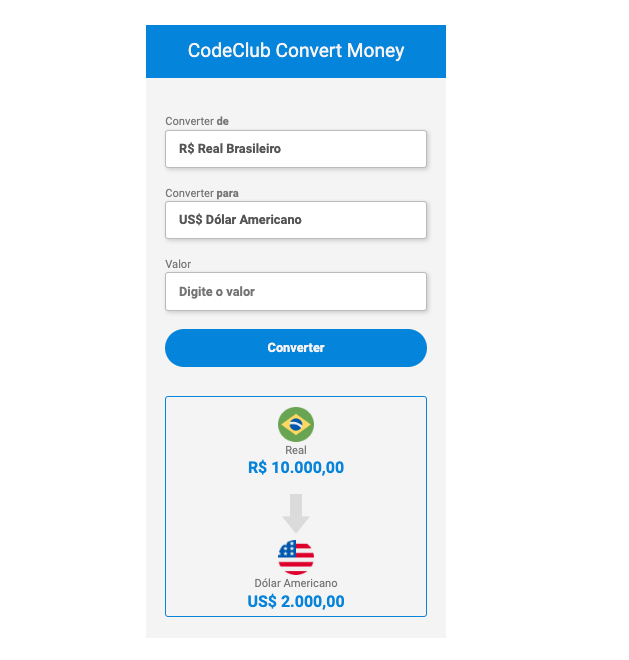 CodeClub Convert Money
Converter de
R$ Real Brasileiro
Converter para
US$ Dólar Americano
Valor
Digite o valor
Converter
Real
R$ 10.000,00
Dólar Americano
US$ 2.000,00